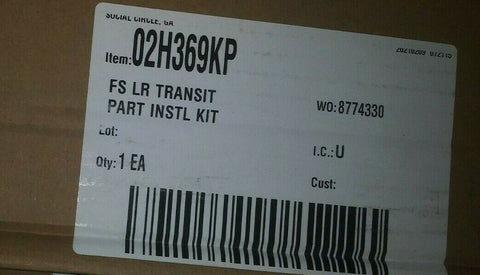 SOCIAL CIRCLE, GA
Item: 02H369KP
FS LR TRANSIT
PART INSTL KIT
WO: 8774330
Lot:
I.C.: U
Qty: 1 EA
Cust: